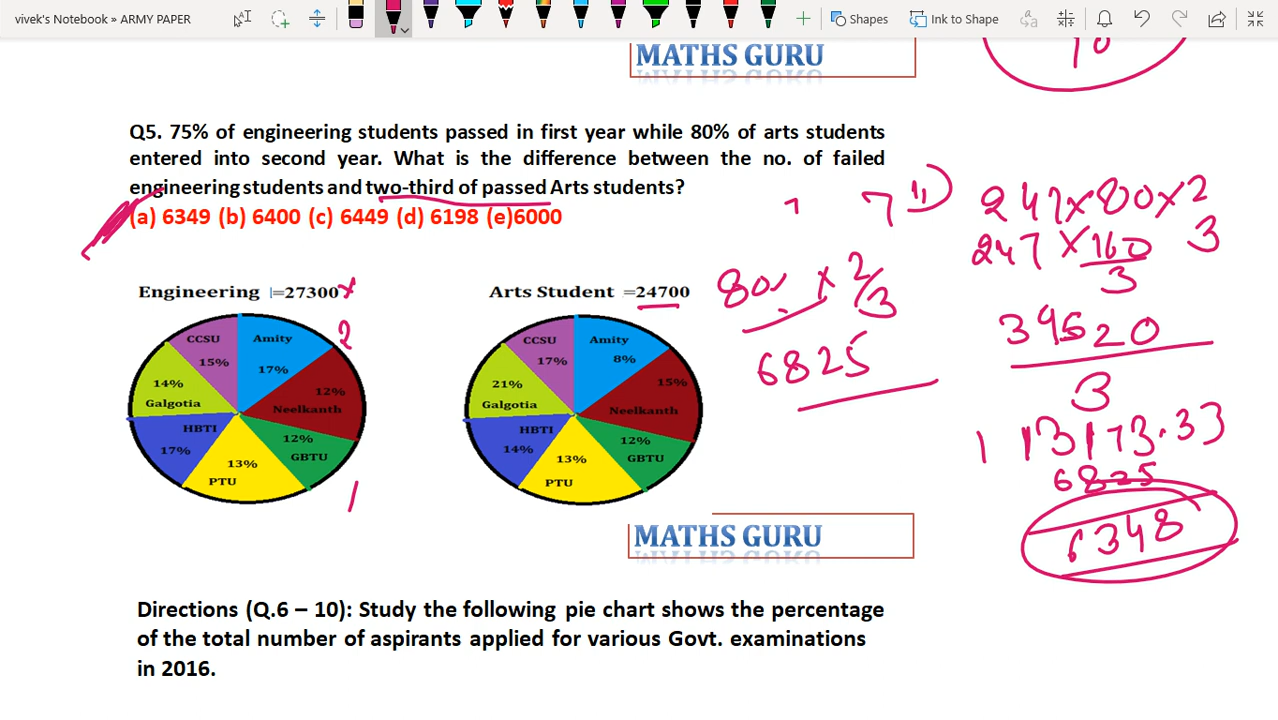 vivek's Notebook » ARMY PAPER
Shapes
Ink to Shape
MATHS GURU
10
Q5. 75% of engineering students passed in first year while 80% of arts students
entered into second year. What is the difference between the no. of failed
engineering students and two-third of passed Arts students?
(a) 6349 (b) 6400 (c) 6449 (d) 6198 (e)6000
247×80×2
3
247 × 160
3
39520
3
13173.33
6825
6348
80 × 2/3
6825
Engineering =27300
Arts Student =24700
CCSU
15%
Amity
17%
12%
Neelkanth
12%
GBTU
13%
PTU
HBTI
17%
14%
Galgotia
2
1
CCSU
17%
Amity
8%
15%
Neelkanth
12%
GBTU
13%
PTU
HBTI
14%
21%
Galgotia
MATHS GURU
Directions (Q.6 – 10): Study the following pie chart shows the percentage
of the total number of aspirants applied for various Govt. examinations
in 2016.